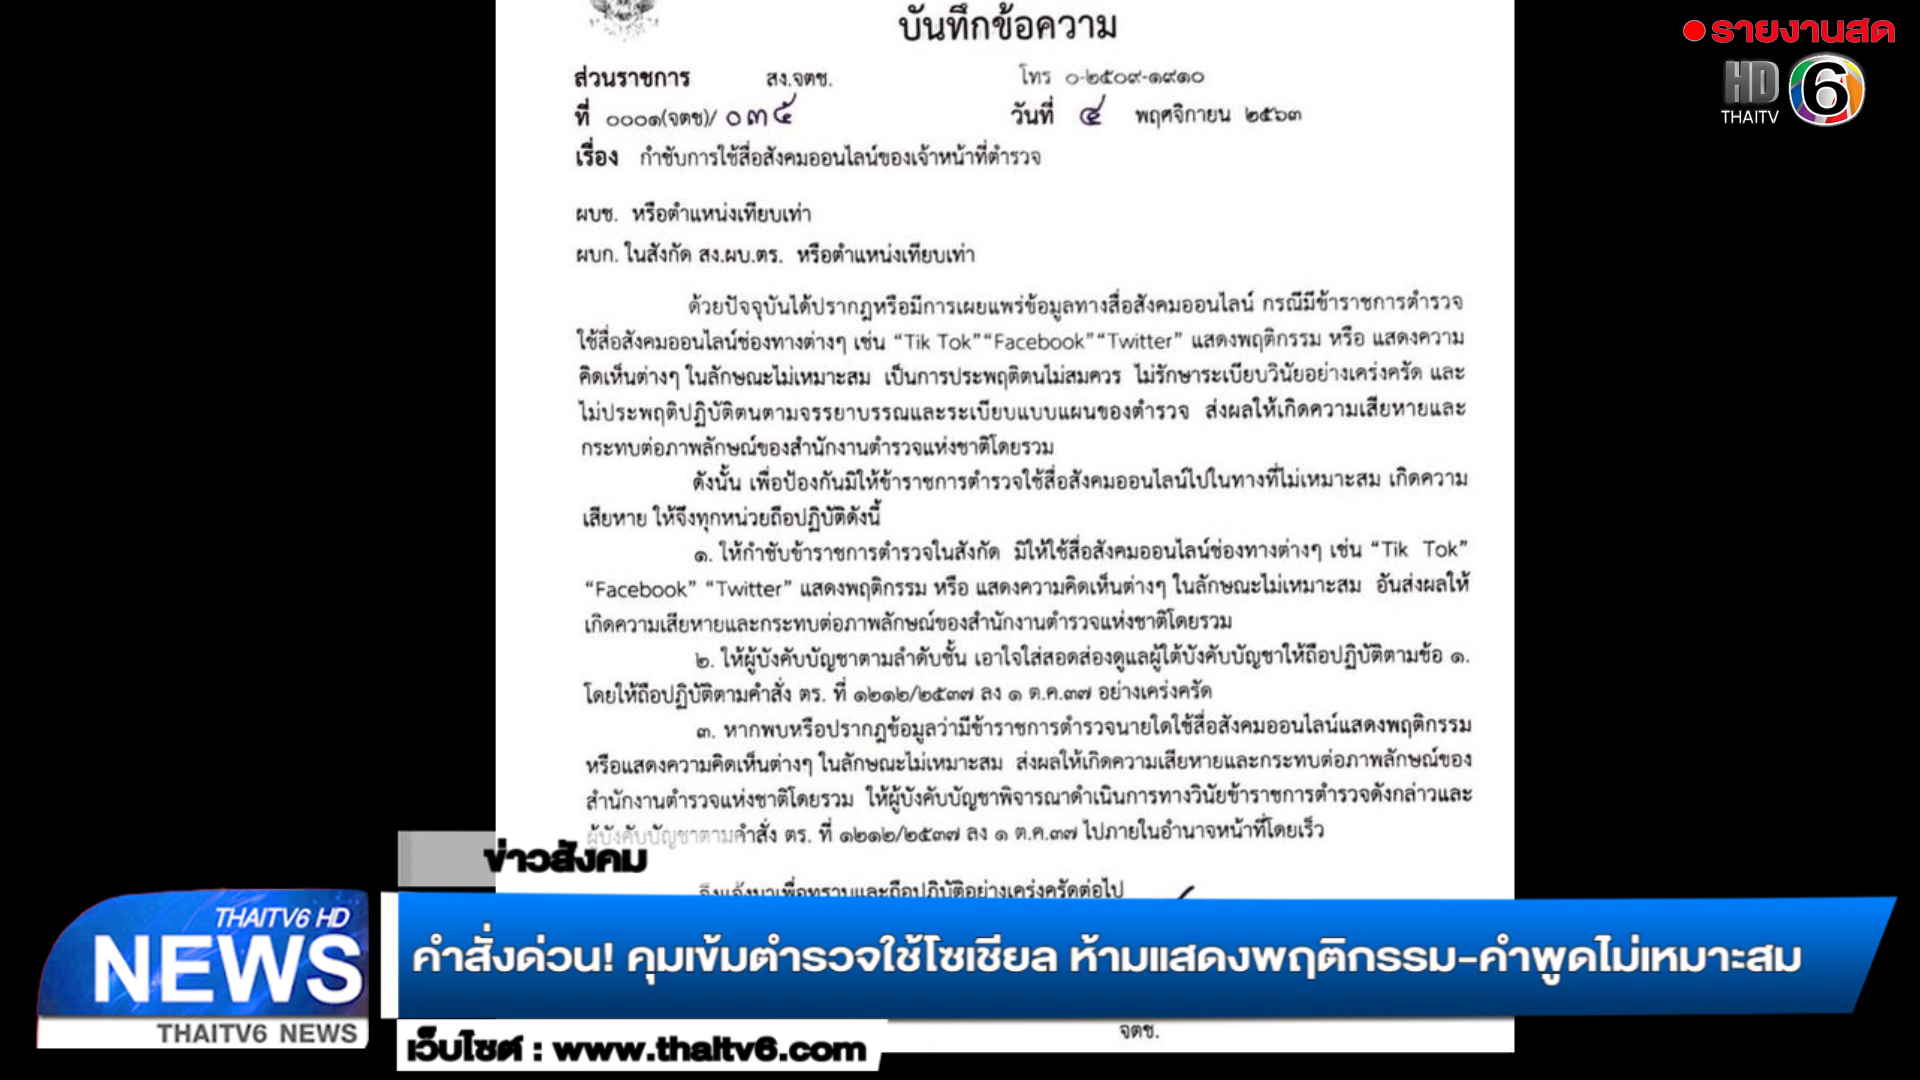 บันทึกข้อความ
รายงานสด
HD
THAITV
6
ส่วนราชการ สง.จตช. โทร ๐-๒๕๐๙-๑๙๑๐
ที่ ๐๐๐๑(จตช)/ ๐๓๕ วันที่ ๔ พฤศจิกายน ๒๕๖๓
เรื่อง กำชับการใช้สื่อสังคมออนไลน์ของเจ้าหน้าที่ตำรวจ
ผบช. หรือตำแหน่งเทียบเท่า
ผบก. ในสังกัด สง.ผบ.ตร. หรือตำแหน่งเทียบเท่า
ด้วยปัจจุบันได้ปรากฏหรือมีการเผยแพร่ข้อมูลทางสื่อสังคมออนไลน์ กรณีมีข้าราชการตำรวจ
ใช้สื่อสังคมออนไลน์ช่องทางต่างๆ เช่น “Tik Tok”“Facebook”“Twitter” แสดงพฤติกรรม หรือ แสดงความ
คิดเห็นต่างๆ ในลักษณะไม่เหมาะสม เป็นการประพฤติตนไม่สมควร ไม่รักษาระเบียบวินัยอย่างเคร่งครัด และ
ไม่ประพฤติปฏิบัติตนตามจรรยาบรรณและระเบียบแบบแผนของตำรวจ ส่งผลให้เกิดความเสียหายและ
กระทบต่อภาพลักษณ์ของสำนักงานตำรวจแห่งชาติโดยรวม
ดังนั้น เพื่อป้องกันมิให้ข้าราชการตำรวจใช้สื่อสังคมออนไลน์ไปในทางที่ไม่เหมาะสม เกิดความ
เสียหาย ให้จึงทุกหน่วยถือปฏิบัติดังนี้
๑. ให้กำชับข้าราชการตำรวจในสังกัด มิให้ใช้สื่อสังคมออนไลน์ช่องทางต่างๆ เช่น “Tik Tok”
“Facebook” “Twitter” แสดงพฤติกรรม หรือ แสดงความคิดเห็นต่างๆ ในลักษณะไม่เหมาะสม อันส่งผลให้
เกิดความเสียหายและกระทบต่อภาพลักษณ์ของสำนักงานตำรวจแห่งชาติโดยรวม
๒. ให้ผู้บังคับบัญชาตามลำดับชั้น เอาใจใส่สอดส่องดูแลผู้ใต้บังคับบัญชาให้ถือปฏิบัติตามข้อ ๑.
โดยให้ถือปฏิบัติตามคำสั่ง ตร. ที่ ๑๒๑๒/๒๕๓๗ ลง ๑ ต.ค.๓๗ อย่างเคร่งครัด
๓. หากพบหรือปรากฏข้อมูลว่ามีข้าราชการตำรวจนายใดใช้สื่อสังคมออนไลน์แสดงพฤติกรรม
หรือแสดงความคิดเห็นต่างๆ ในลักษณะไม่เหมาะสม ส่งผลให้เกิดความเสียหายและกระทบต่อภาพลักษณ์ของ
สำนักงานตำรวจแห่งชาติโดยรวม ให้ผู้บังคับบัญชาพิจารณาดำเนินการทางวินัยข้าราชการตำรวจดังกล่าวและ
ผู้บังคับบัญชาตามคำสั่ง ตร. ที่ ๑๒๑๒/๒๕๓๗ ลง ๑ ต.ค.๓๗ ไปภายในอำนาจหน้าที่โดยเร็ว
จึงแจ้งมาเพื่อทราบและถือปฏิบัติอย่างเคร่งครัดต่อไป
ข่าวสังคม
THAITV6 HD
NEWS
THAITV6 NEWS
คำสั่งด่วน! คุมเข้มตำรวจใช้โซเชียล ห้ามแสดงพฤติกรรม-คำพูดไม่เหมาะสม
จตช.
เว็บไซต์ : www.thaitv6.com